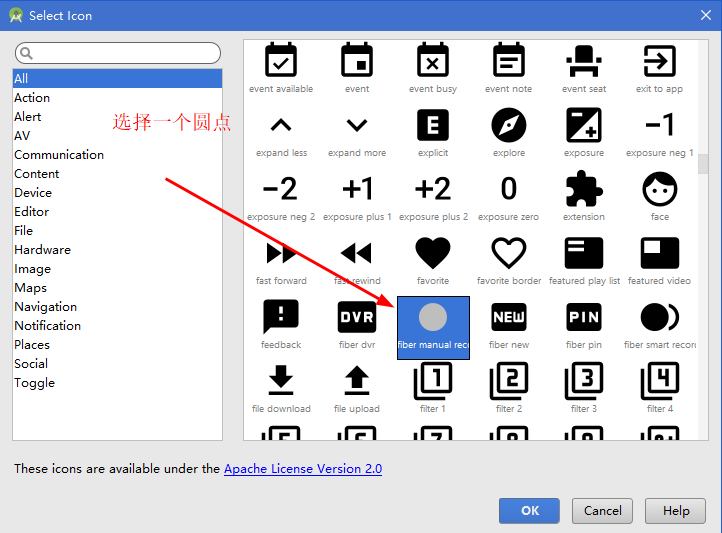 Select Icon
All
Action
Alert
AV
Communication
Content
Device
Editor
File
Hardware
Image
Maps
Navigation
Notification
Places
Social
Toggle
选择一个圆点
event available
event
event busy
event note
event seat
exit to app
expand less
expand more
E
explicit
explore
exposure
−1
exposure neg 1
−2
exposure neg 2
+1
exposure plus 1
+2
exposure plus 2
0
exposure zero
extension
face
fast forward
fast rewind
favorite
favorite border
featured play list
featured video
feedback
DVR
fiber dvr
fiber manual reco
NEW
fiber new
PIN
fiber pin
fiber smart record
file download
file upload
1
filter 1
2
filter 2
3
filter 3
4
filter 4
These icons are available under the Apache License Version 2.0
OK
Cancel
Help